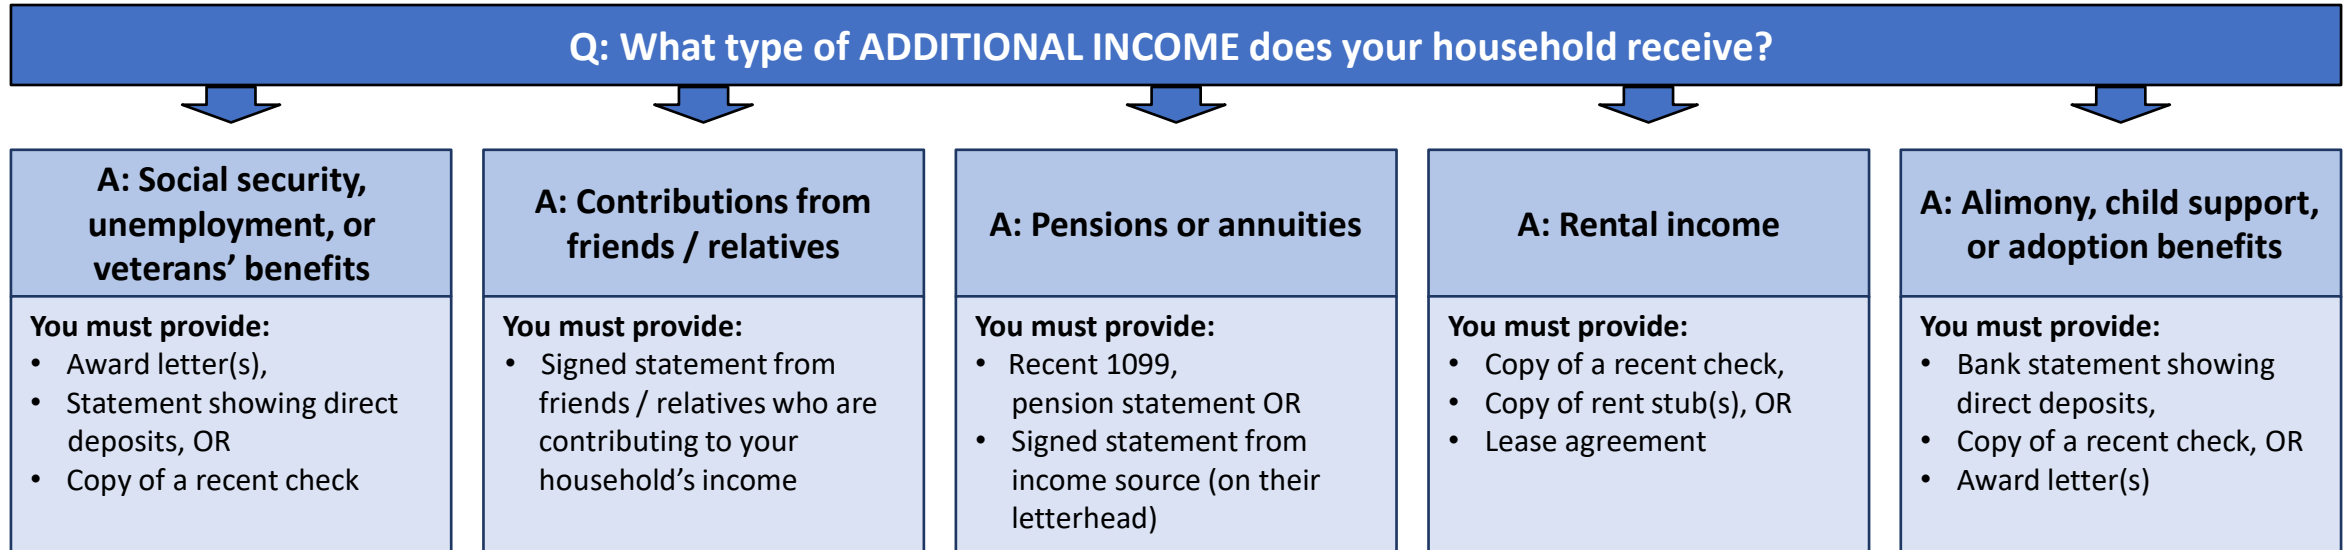 Q: What type of ADDITIONAL INCOME does your household receive?
A: Social security,
unemployment, or
veterans’ benefits
You must provide:
• Award letter(s),
• Statement showing direct
deposits, OR
• Copy of a recent check
A: Contributions from
friends / relatives
You must provide:
• Signed statement from
friends / relatives who are
contributing to your
household’s income
A: Pensions or annuities
You must provide:
• Recent 1099,
pension statement OR
• Signed statement from
income source (on their
letterhead)
A: Rental income
You must provide:
• Copy of a recent check,
• Copy of rent stub(s), OR
• Lease agreement
A: Alimony, child support,
or adoption benefits
You must provide:
• Bank statement showing
direct deposits,
• Copy of a recent check, OR
• Award letter(s)